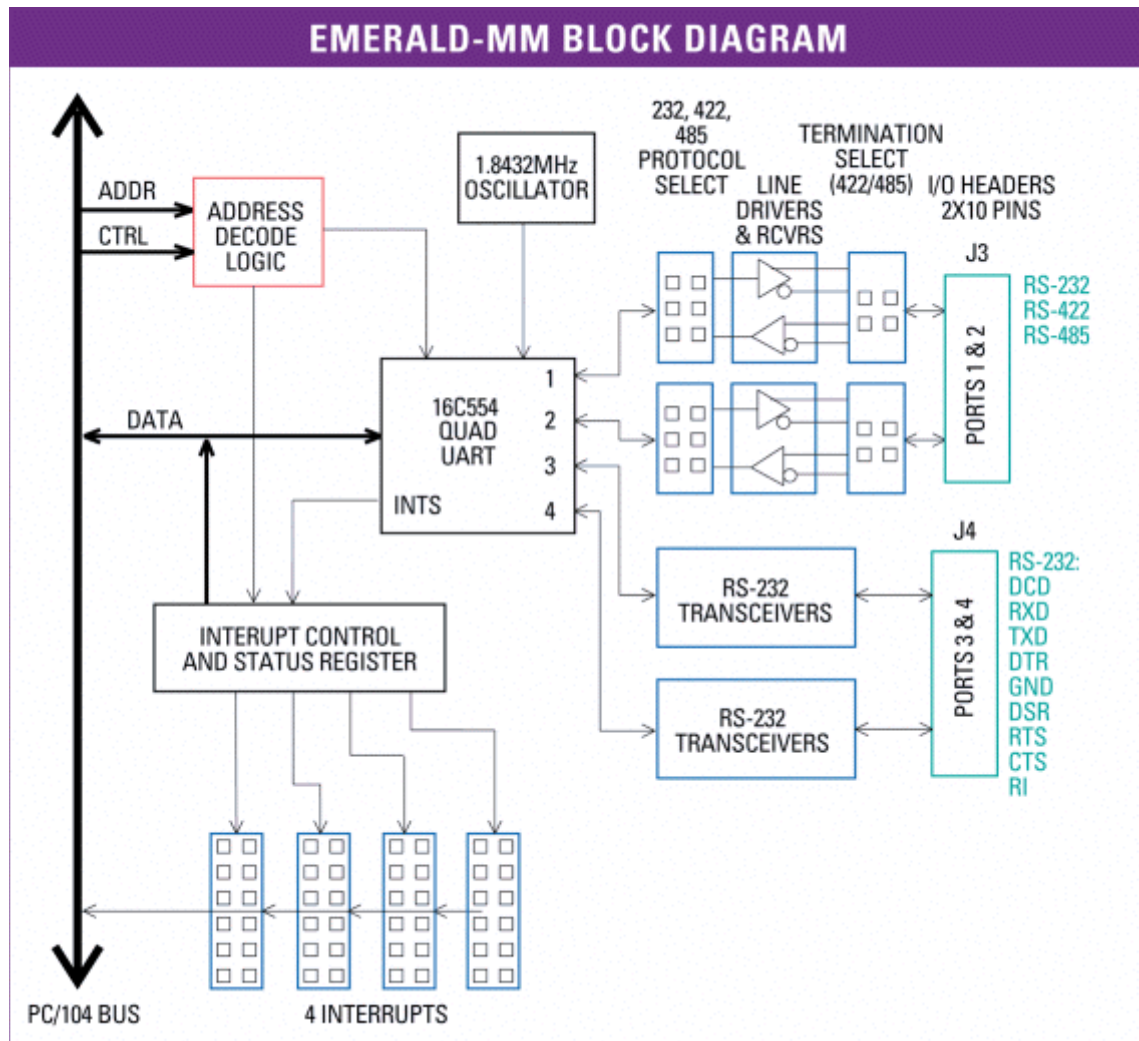 EMERALD-MM BLOCK DIAGRAM
ADDR
CTRL
ADDRESS
DECODE
LOGIC
1.8432MHz
OSCILLATOR
232, 422,
485
PROTOCOL
SELECT
LINE
DRIVERS
& RCVRS
TERMINATION
SELECT
(422/485)
I/O HEADERS
2X10 PINS
J3
RS-232
RS-422
RS-485
PORTS 1 & 2
DATA
16C554
QUAD
UART
INTS
1
2
3
4
J4
RS-232
TRANSCEIVERS
RS-232
TRANSCEIVERS
PORTS 3 & 4
RS-232:
DCD
RXD
TXD
DTR
GND
DSR
RTS
CTS
RI
INTERUPT CONTROL
AND STATUS REGISTER
PC/104 BUS
4 INTERRUPTS